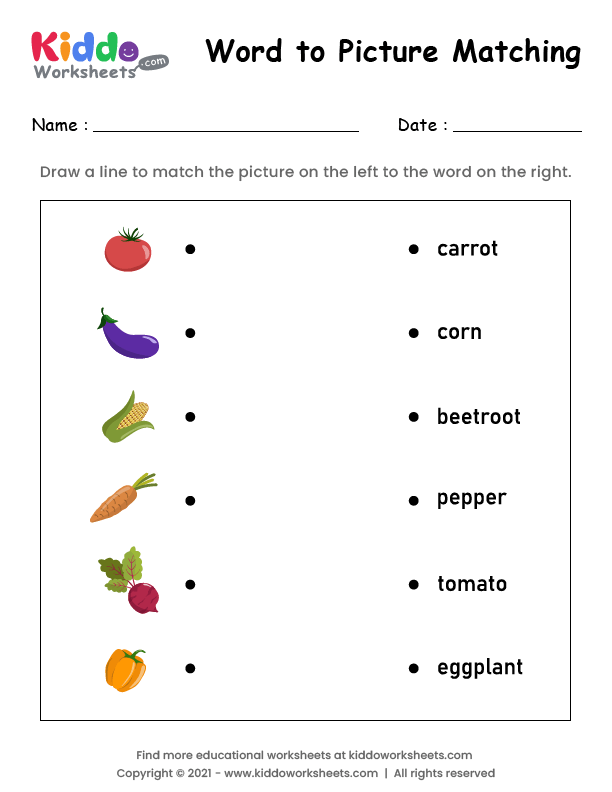 Kiddo
Worksheets
.com
Word to Picture Matching
Name :
Date :
Draw a line to match the picture on the left to the word on the right.
carrot
corn
beetroot
pepper
tomato
eggplant
Find more educational worksheets at kiddoworksheets.com
Copyright © 2021 - www.kiddoworksheets.com | All rights reserved